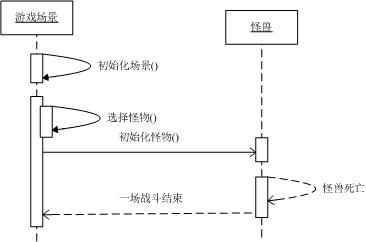 游戏场景
怪兽
初始化场景()
选择怪物()
初始化怪物()
怪兽死亡
一场战斗结束